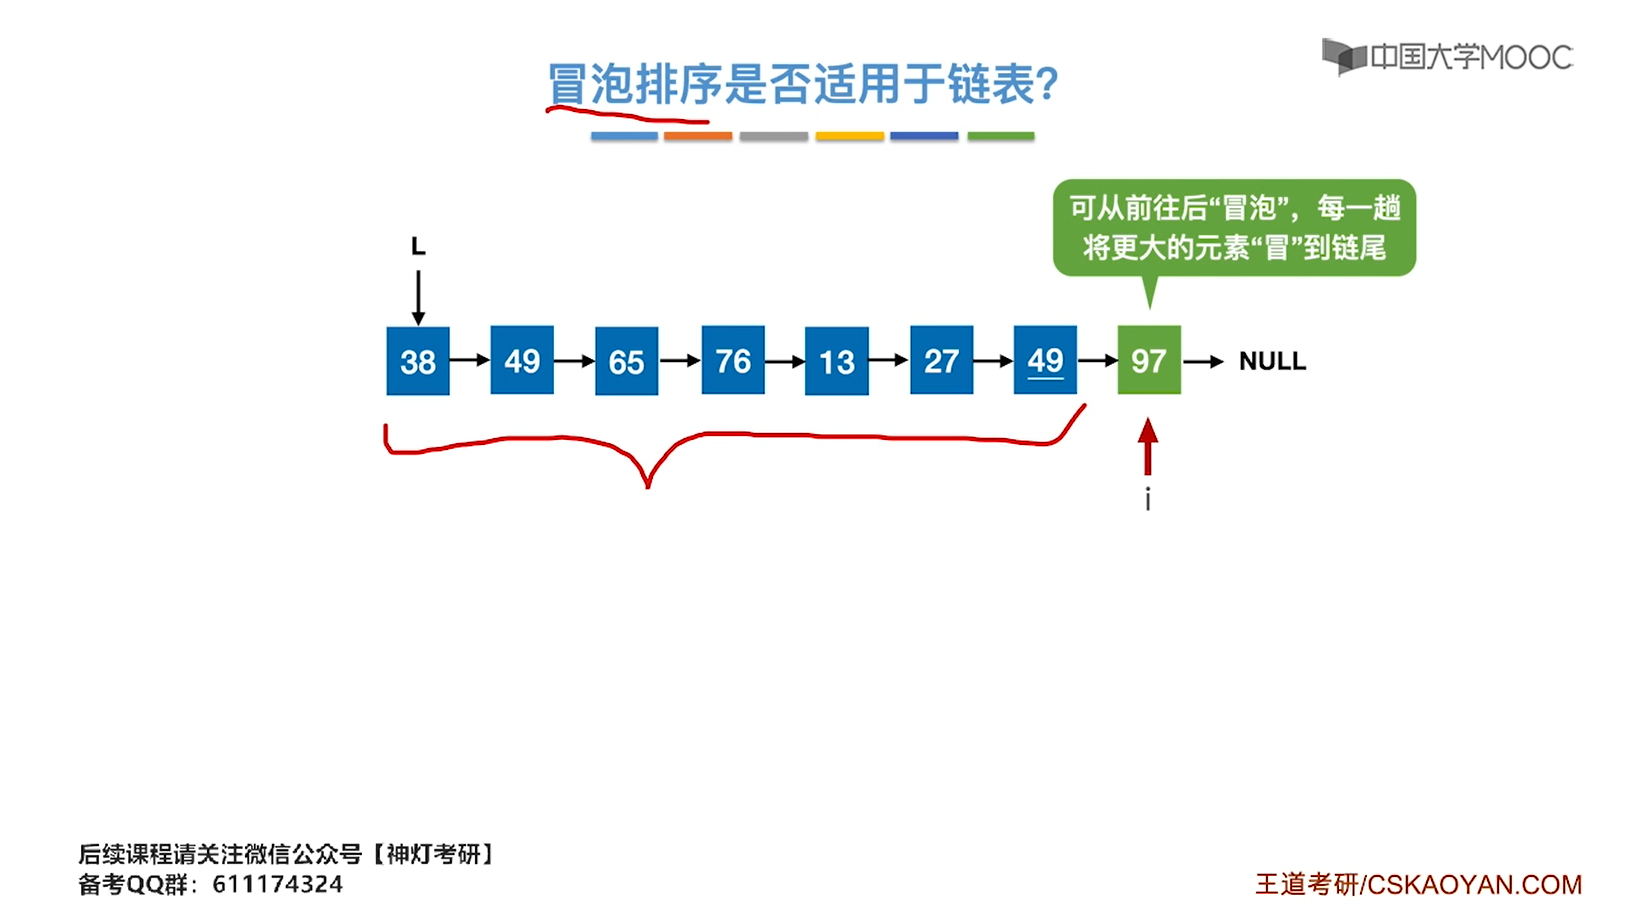 中国大学MOOC
冒泡排序是否适用于链表?
可从前往后“冒泡”，每一趟
将更大的元素“冒”到链尾
L
38 49 65 76 13 27 49 97 NULL
i
后续课程请关注微信公众号【神灯考研】
备考QQ群：611174324
王道考研/CSKAOYAN.COM